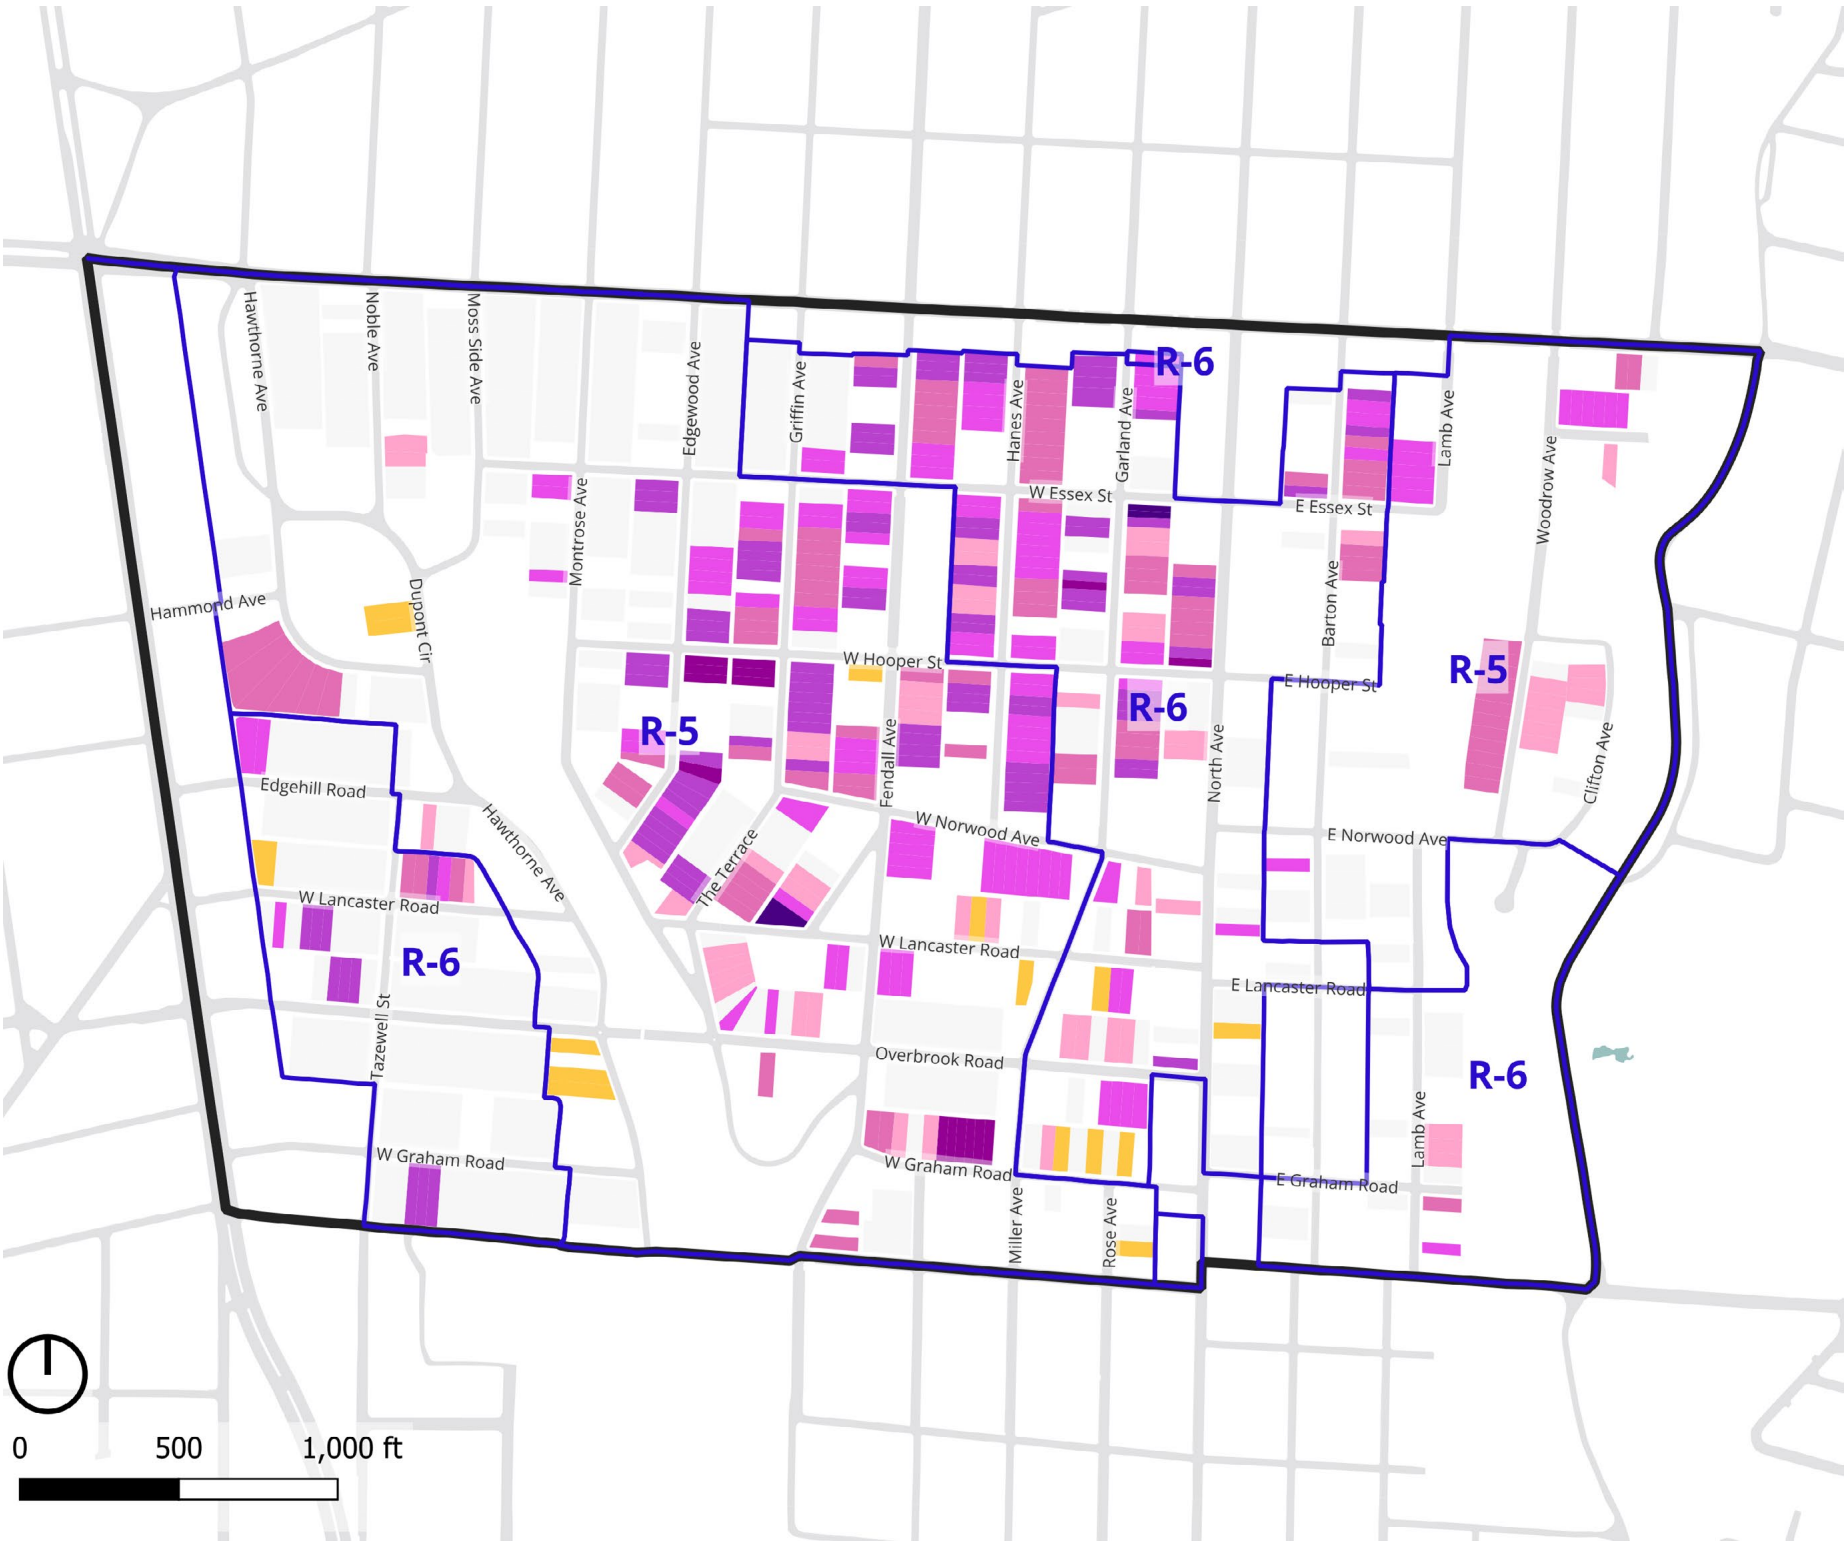 Hawthorne Ave
Noble Ave
Moss Side Ave
Edgewood Ave
Griffin Ave
Hanes Ave
Garland Ave
R-6
Lamb Ave
Woodrow Ave
W Essex St
E Essex St
Montrose Ave
Hammond Ave
Dupont Cir
Barton Ave
W Hooper St
E Hooper St
R-5
R-5
R-6
Fendall Ave
North Ave
Clifton Ave
Edgehill Road
Hawthorne Ave
The Terrace
W Norwood Ave
E Norwood Ave
W Lancaster Road
R-6
W Lancaster Road
E Lancaster Road
Tazewell St
Overbrook Road
R-6
Lamb Ave
W Graham Road
W Graham Road
E Graham Road
Miller Ave
Rose Ave
0 500 1,000 ft